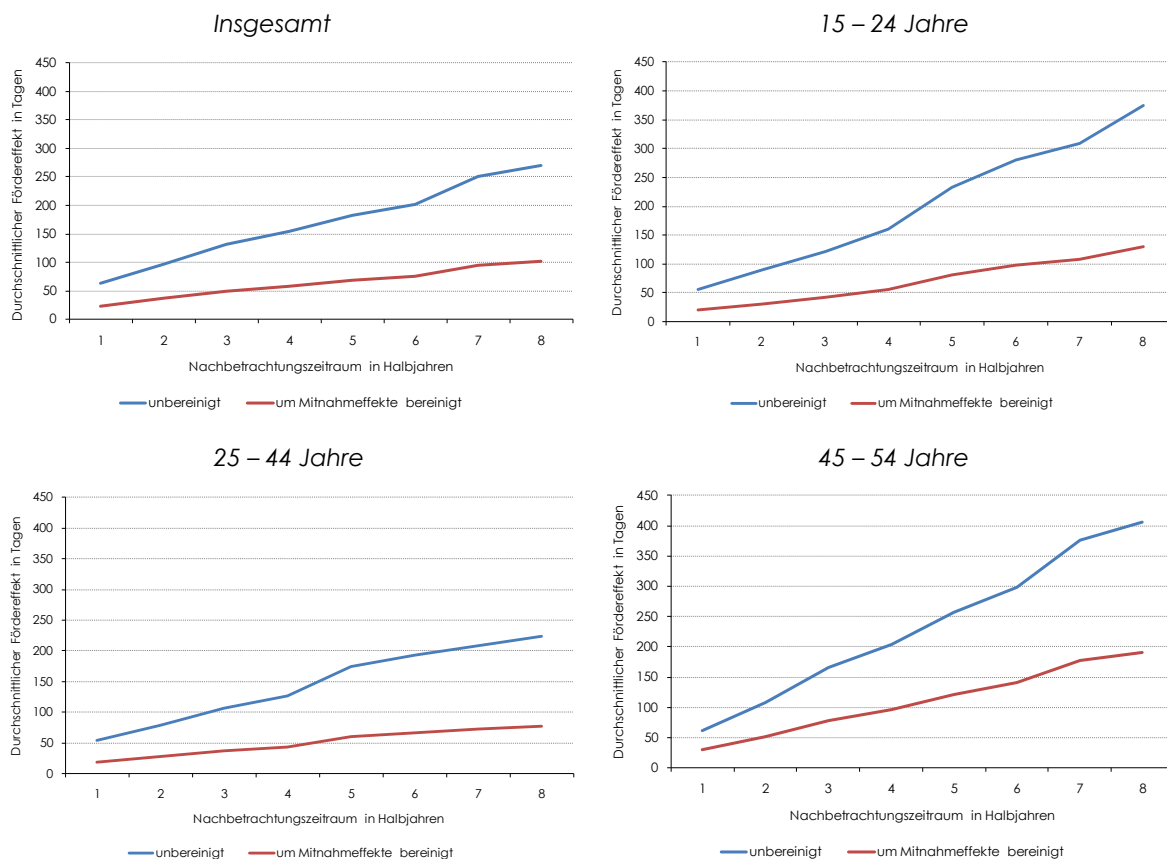 Insgesamt
Durchschnittlicher Fördereffekt in Tagen
450
400
350
300
250
200
150
100
50
0
1 2 3 4 5 6 7 8
Nachbetrachtungszeitraum in Halbjahren
unbereinigt um Mitnahmeffekte bereinigt
15 – 24 Jahre
Durchschnittlicher Fördereffekt in Tagen
450
400
350
300
250
200
150
100
50
0
1 2 3 4 5 6 7 8
Nachbetrachtungszeitraum in Halbjahren
unbereinigt um Mitnahmeffekte bereinigt
25 – 44 Jahre
Durchschnittlicher Fördereffekt in Tagen
450
400
350
300
250
200
150
100
50
0
1 2 3 4 5 6 7 8
Nachbetrachtungszeitraum in Halbjahren
unbereinigt um Mitnahmeffekte bereinigt
45 – 54 Jahre
Durchschnittlicher Fördereffekt in Tagen
450
400
350
300
250
200
150
100
50
0
1 2 3 4 5 6 7 8
Nachbetrachtungszeitraum in Halbjahren
unbereinigt um Mitnahmeffekte bereinigt